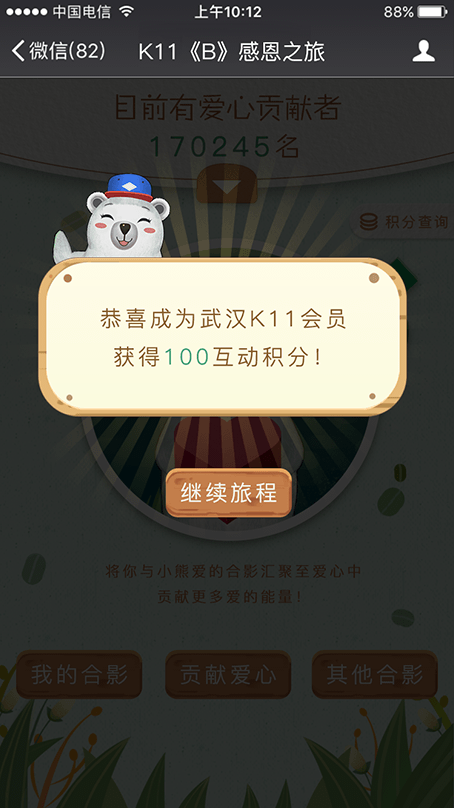 中国电信
上午10:12
88%
微信(82)
K11《B》感恩之旅
目前有爱心贡献者
170245名
积分查询
恭喜成为武汉K11会员
获得100互动积分！
继续旅程
将你与小熊爱的合影汇聚至爱心中
贡献更多爱的能量！
我的合影
贡献爱心
其他合影